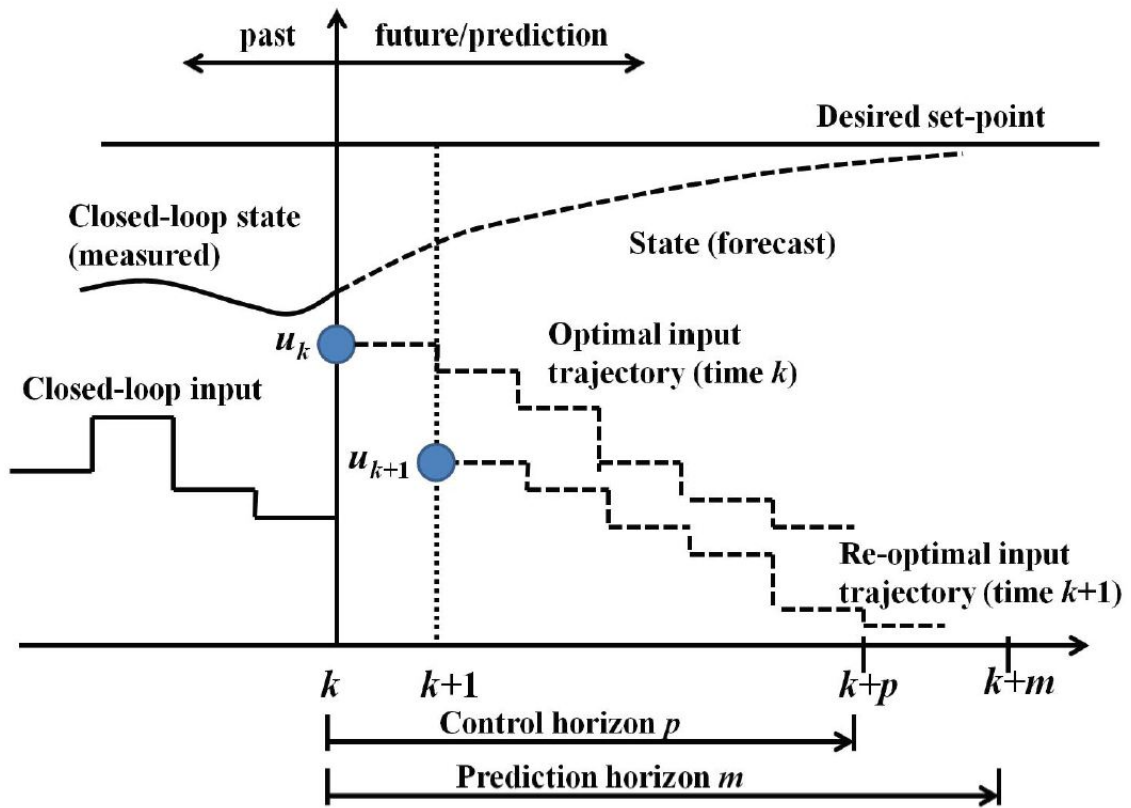 past
future/prediction
Desired set-point
Closed-loop state
(measured)
State (forecast)
u_k
Optimal input
trajectory (time k)
Closed-loop input
u_{k+1}
Re-optimal input
trajectory (time k+1)
k
k+1
k+p
k+m
Control horizon p
Prediction horizon m